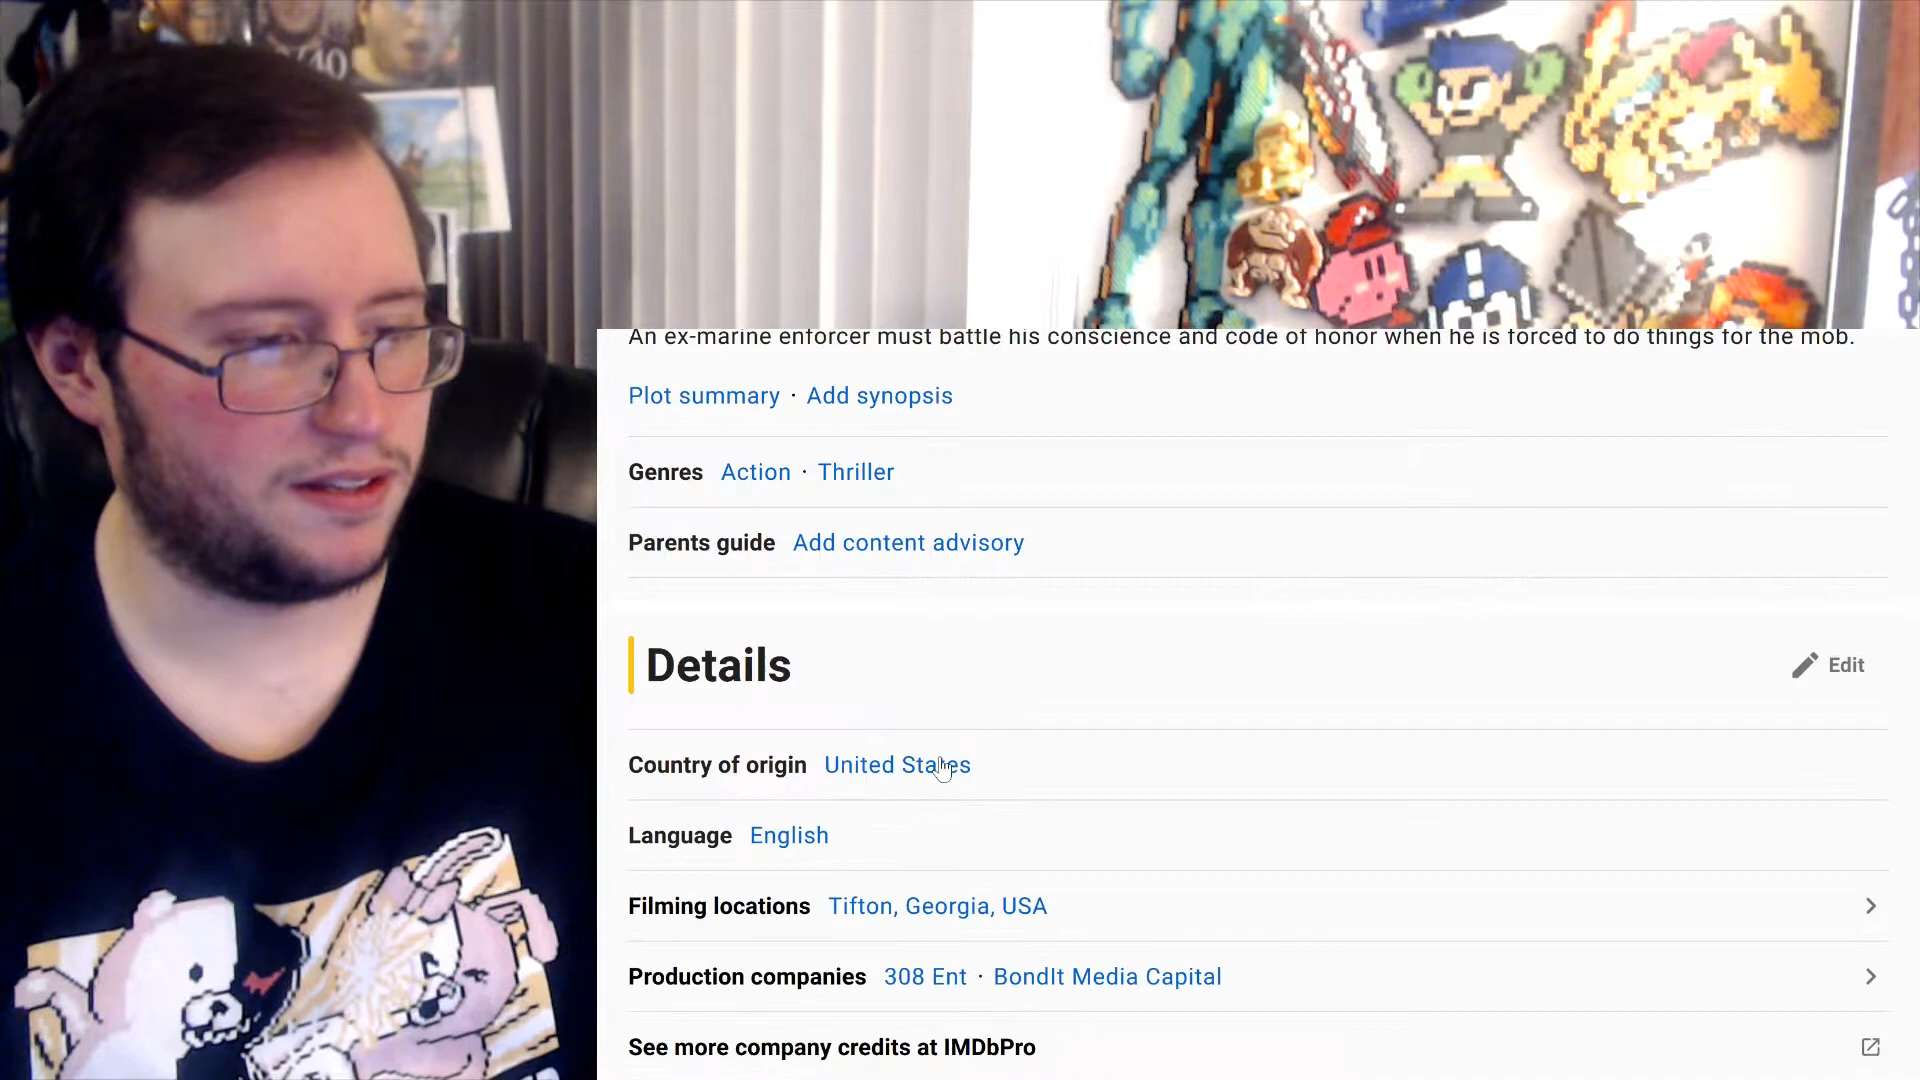 /40
An ex-marine enforcer must battle his conscience and code of honor when he is forced to do things for the mob.
Plot summary · Add synopsis
Genres Action · Thriller
Parents guide Add content advisory
Details
Edit
Country of origin United States
Language English
Filming locations Tifton, Georgia, USA
Production companies 308 Ent · BondIt Media Capital
See more company credits at IMDbPro